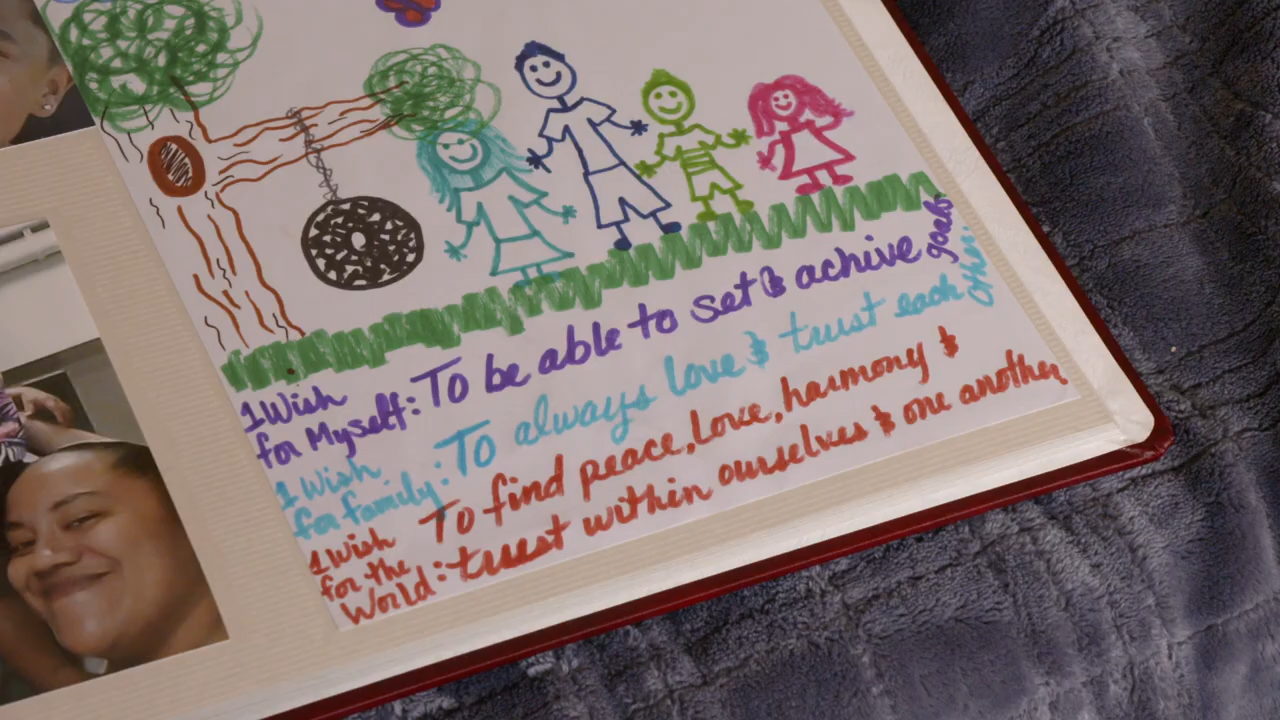 1 Wish for Myself: To be able to set & achive goals.
1 Wish for family: To always love & trust each other.
1 Wish for the World: To find peace, Love, harmony &
trust within ourselves & one another